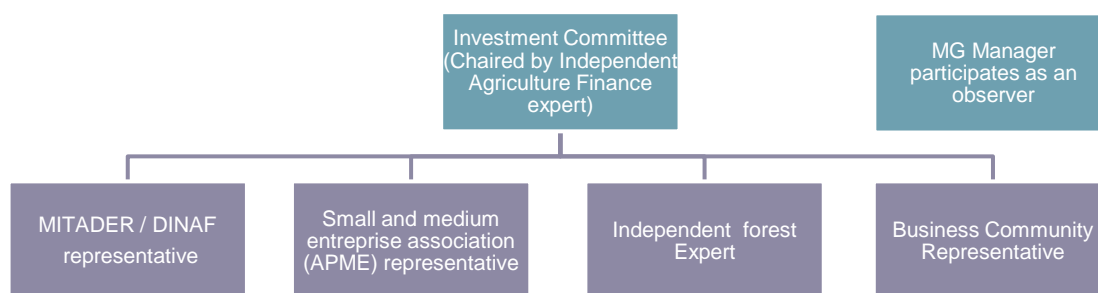 Investment Committee
(Chaired by Independent
Agriculture Finance
expert)
MG Manager
participates as an
observer
MITADER / DINAF
representative
Small and medium
entreprise association
(APME) representative
Independent forest
Expert
Business Community
Representative